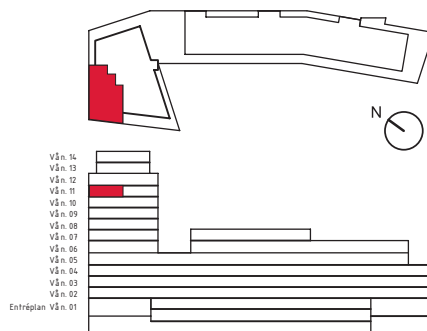 N
Vån. 14
Vån. 13
Vån. 12
Vån. 11
Vån. 10
Vån. 09
Vån. 08
Vån. 07
Vån. 06
Vån. 05
Vån. 04
Vån. 03
Vån. 02
Entréplan Vån. 01